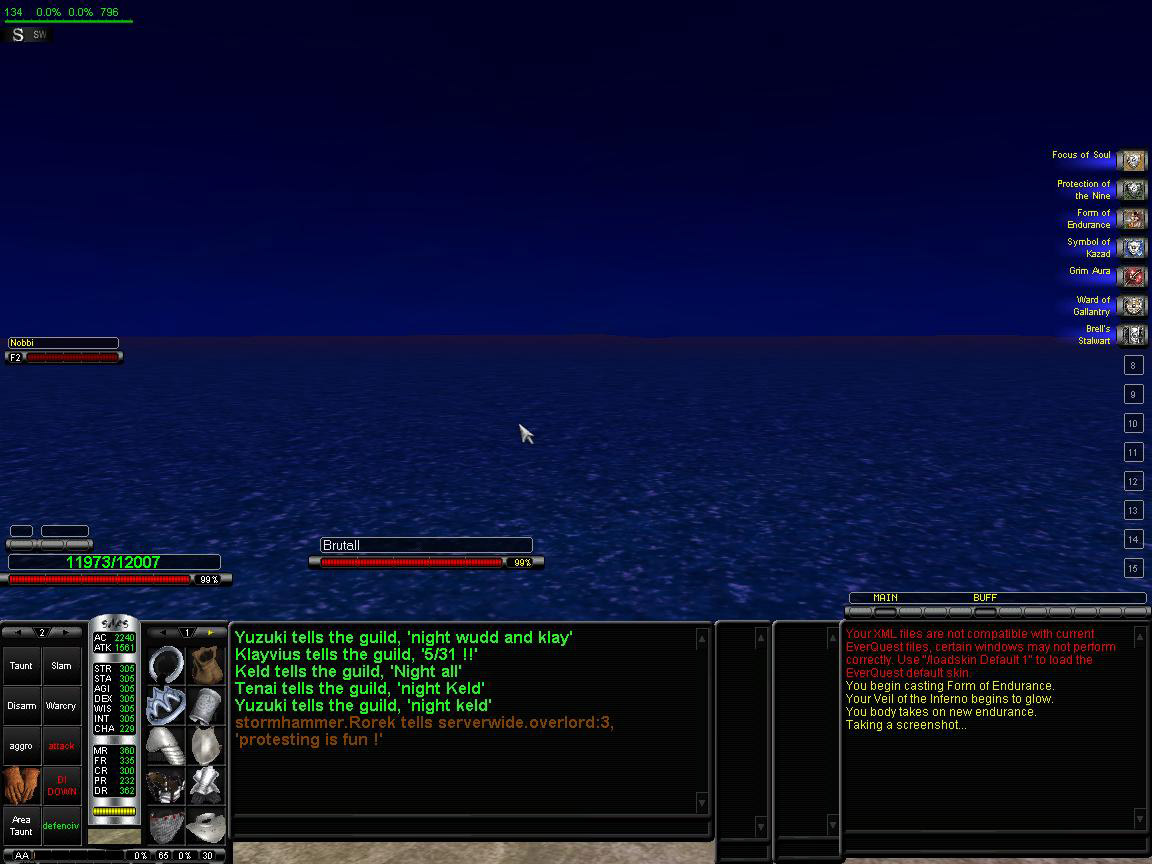 134 0.0% 0.0% 796
S SW
Focus of Soul
Protection of
the Nine
Form of
Endurance
Symbol of
Kazad
Grim Aura
Ward of
Gallantry
Brell's
Stalwart
8
9
10
11
12
13
14
15
Nobbi
F2
11973/12007
99%
Brutall
99%
MAIN BUFF
2
Taunt Slam
Disarm Warcry
aggro attack
DI
DOWN
Area
Taunt
defenciv
AC 2240
ATK 1561
STR 305
STA 305
AGI 305
DEX 305
WIS 305
INT 305
CHA 229
MR 360
FR 335
CR 300
PR 232
DR 362
1
AA 0% 65 0% 30
Yuzuki tells the guild, 'night wudd and klay'
Klayvius tells the guild, '5/31 !!'
Keld tells the guild, 'Night all'
Tenai tells the guild, 'night Keld'
Yuzuki tells the guild, 'night keld'
stormhammer.Rorek tells serverwide.overlord:3,
'protesting is fun !'
Your XML files are not compatible with current
EverQuest files, certain windows may not perform
correctly. Use "/loadskin Default 1" to load the
EverQuest default skin.
You begin casting Form of Endurance.
Your Veil of the Inferno begins to glow.
You body takes on new endurance.
Taking a screenshot...